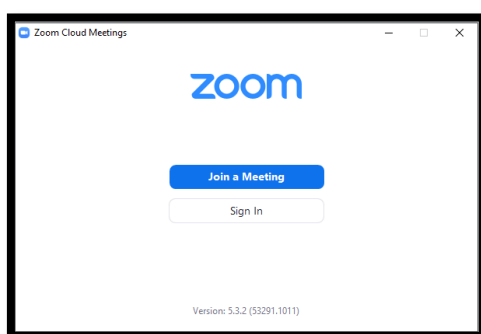 Zoom Cloud Meetings
zoom
Join a Meeting
Sign In
Version: 5.3.2 (53291.1011)